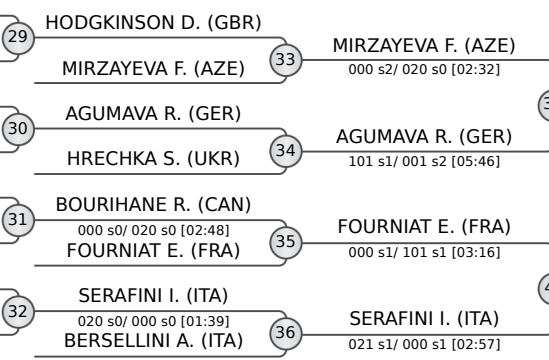 HODGKINSON D. (GBR)
29
MIRZAYEVA F. (AZE)
33
MIRZAYEVA F. (AZE)
000 s2/ 020 s0 [02:32]
AGUMAVA R. (GER)
30
HRECHKA S. (UKR)
34
AGUMAVA R. (GER)
101 s1/ 001 s2 [05:46]
BOURIHANE R. (CAN)
31
000 s0/ 020 s0 [02:48]
FOURNIAT E. (FRA)
35
FOURNIAT E. (FRA)
000 s1/ 101 s1 [03:16]
SERAFINI I. (ITA)
32
020 s0/ 000 s0 [01:39]
BERSELLINI A. (ITA)
36
SERAFINI I. (ITA)
021 s1/ 000 s1 [02:57]